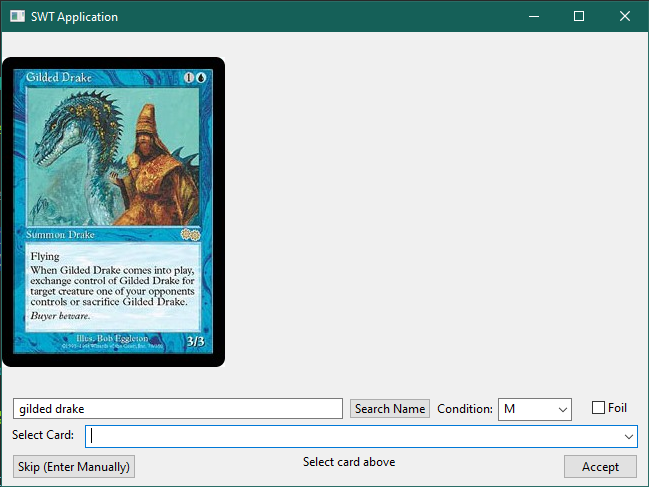 SWT Application
Gilded Drake
1
Summon Drake
Flying
When Gilded Drake comes into play,
exchange control of Gilded Drake for
target creature one of your opponents
controls or sacrifice Gilded Drake.
Buyer beware.
Illus. Bob Eggleton
3/3
gilded drake
Search Name
Condition:
M
Foil
Select Card:
Skip (Enter Manually)
Select card above
Accept